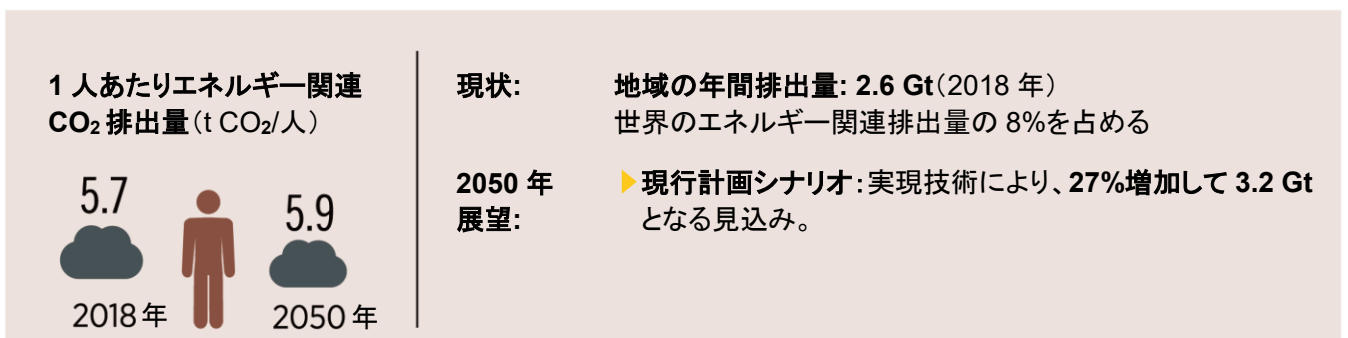 1 人あたりエネルギー関連
CO₂ 排出量（t CO₂/人）
5.7
2018 年
5.9
2050 年
現状:
地域の年間排出量: 2.6 Gt（2018 年）
世界のエネルギー関連排出量の 8%を占める
2050 年
展望:
現行計画シナリオ：実現技術により、27%増加して 3.2 Gt
となる見込み。